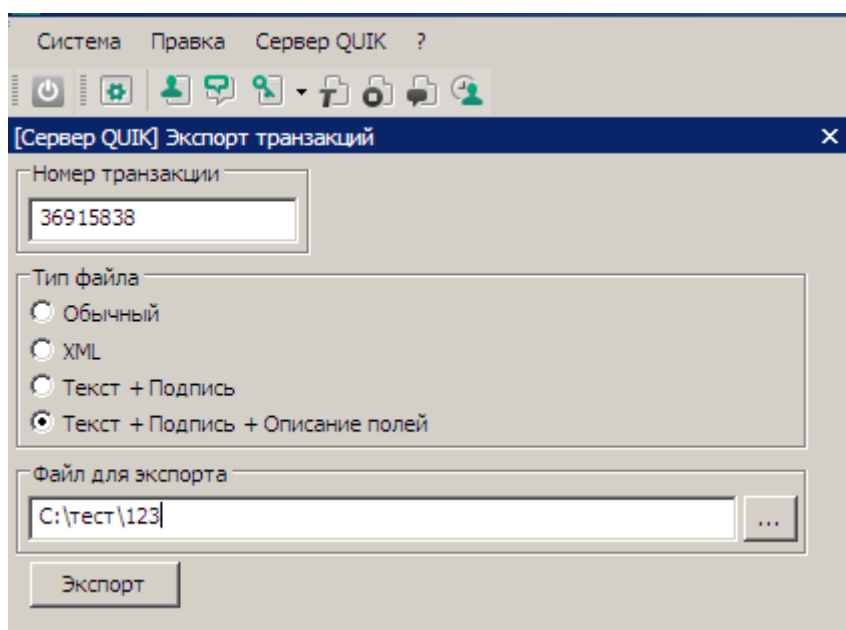 Система Правка Сервер QUIK ?
[Сервер QUIK] Экспорт транзакций
Номер транзакции
36915838
Тип файла
Обычный
XML
Текст + Подпись
Текст + Подпись + Описание полей
Файл для экспорта
C:\тест\123
...
Экспорт